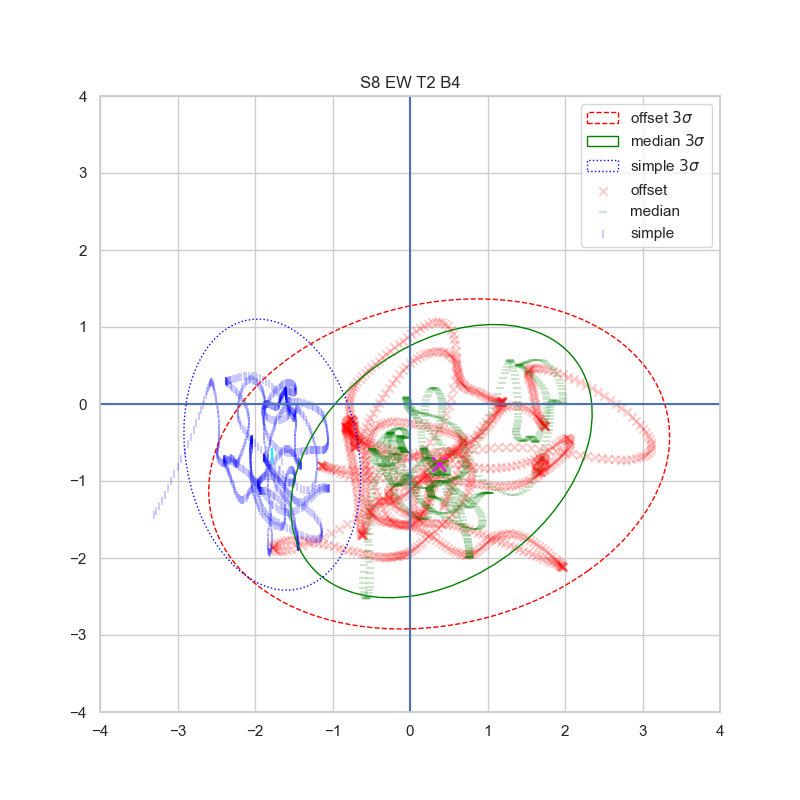 S8 EW T2 B4
offset 3σ
median 3σ
simple 3σ
offset
median
simple
4
3
2
1
0
−1
−2
−3
−4
−4 −3 −2 −1 0 1 2 3 4